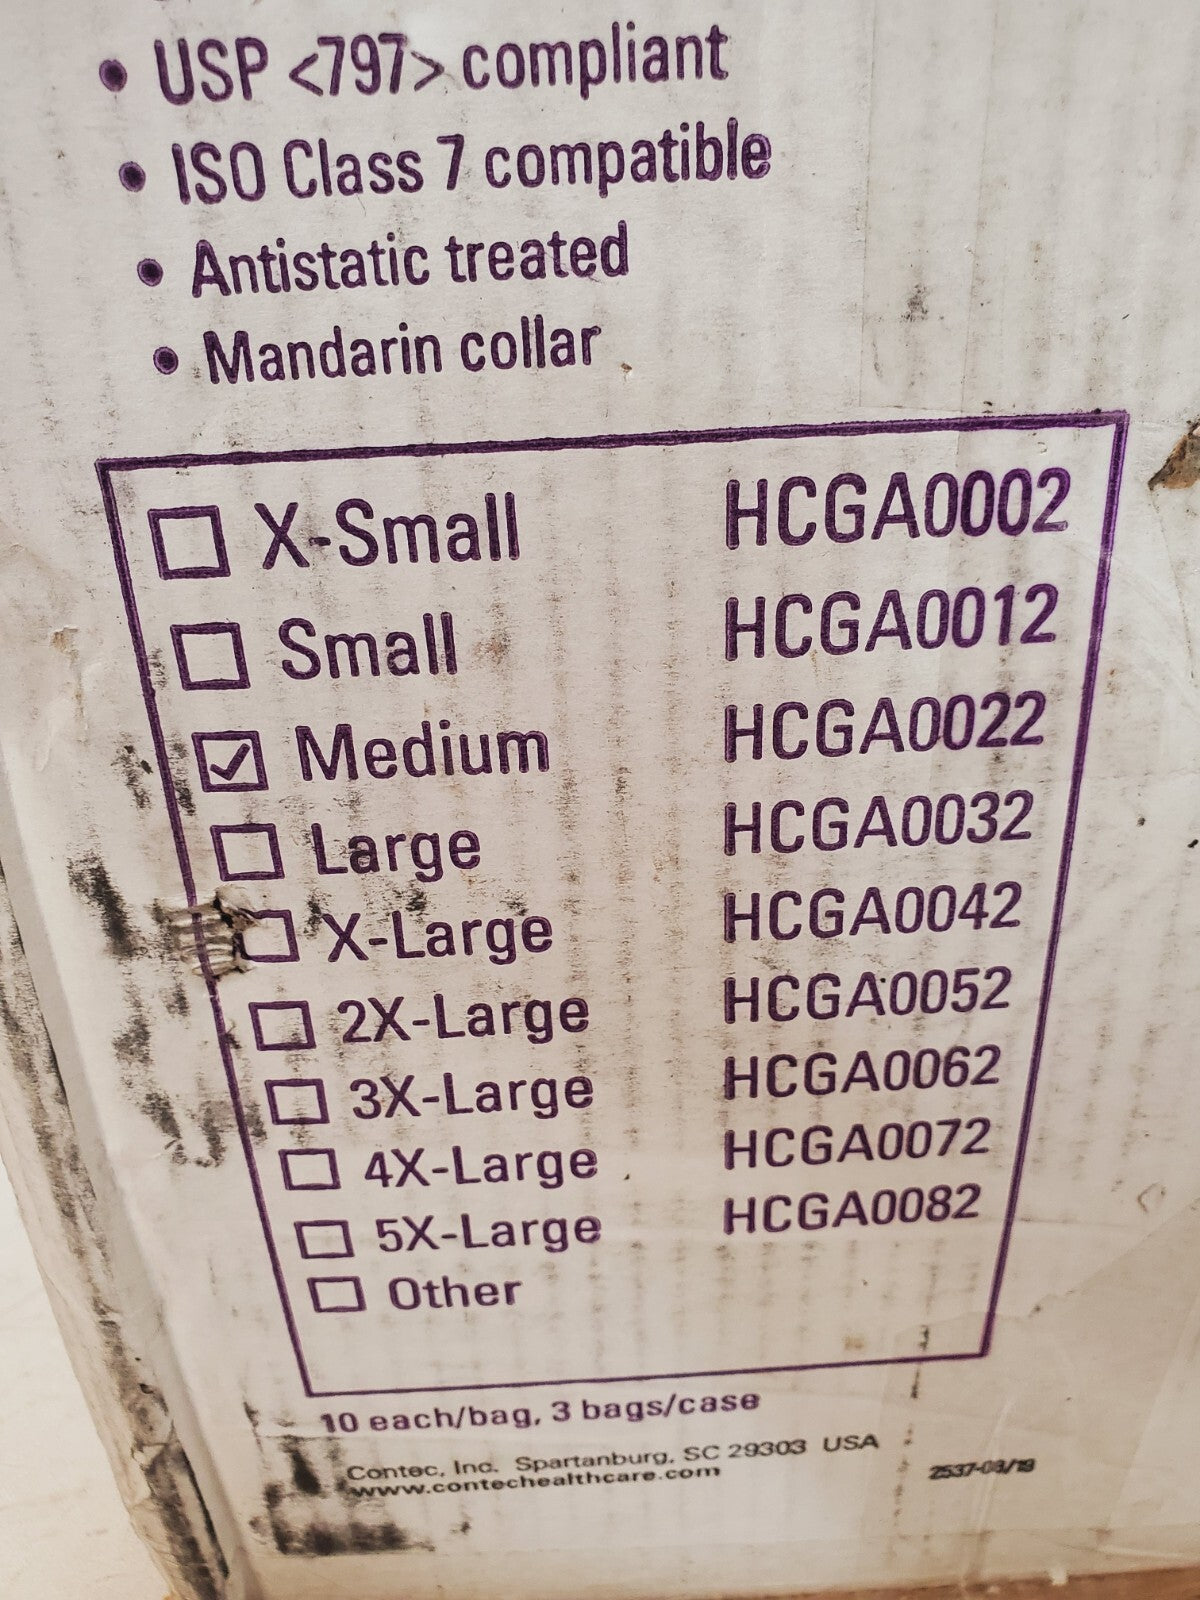 • USP <797> compliant
• ISO Class 7 compatible
• Antistatic treated
• Mandarin collar
☐ X-Small HCGA0002
☐ Small HCGA0012
☑ Medium HCGA0022
☐ Large HCGA0032
☐ X-Large HCGA0042
☐ 2X-Large HCGA0052
☐ 3X-Large HCGA0062
☐ 4X-Large HCGA0072
☐ 5X-Large HCGA0082
☐ Other
10 each/bag, 3 bags/case
Contec, Inc. Spartanburg, SC 29303 USA
www.contechealthcare.com